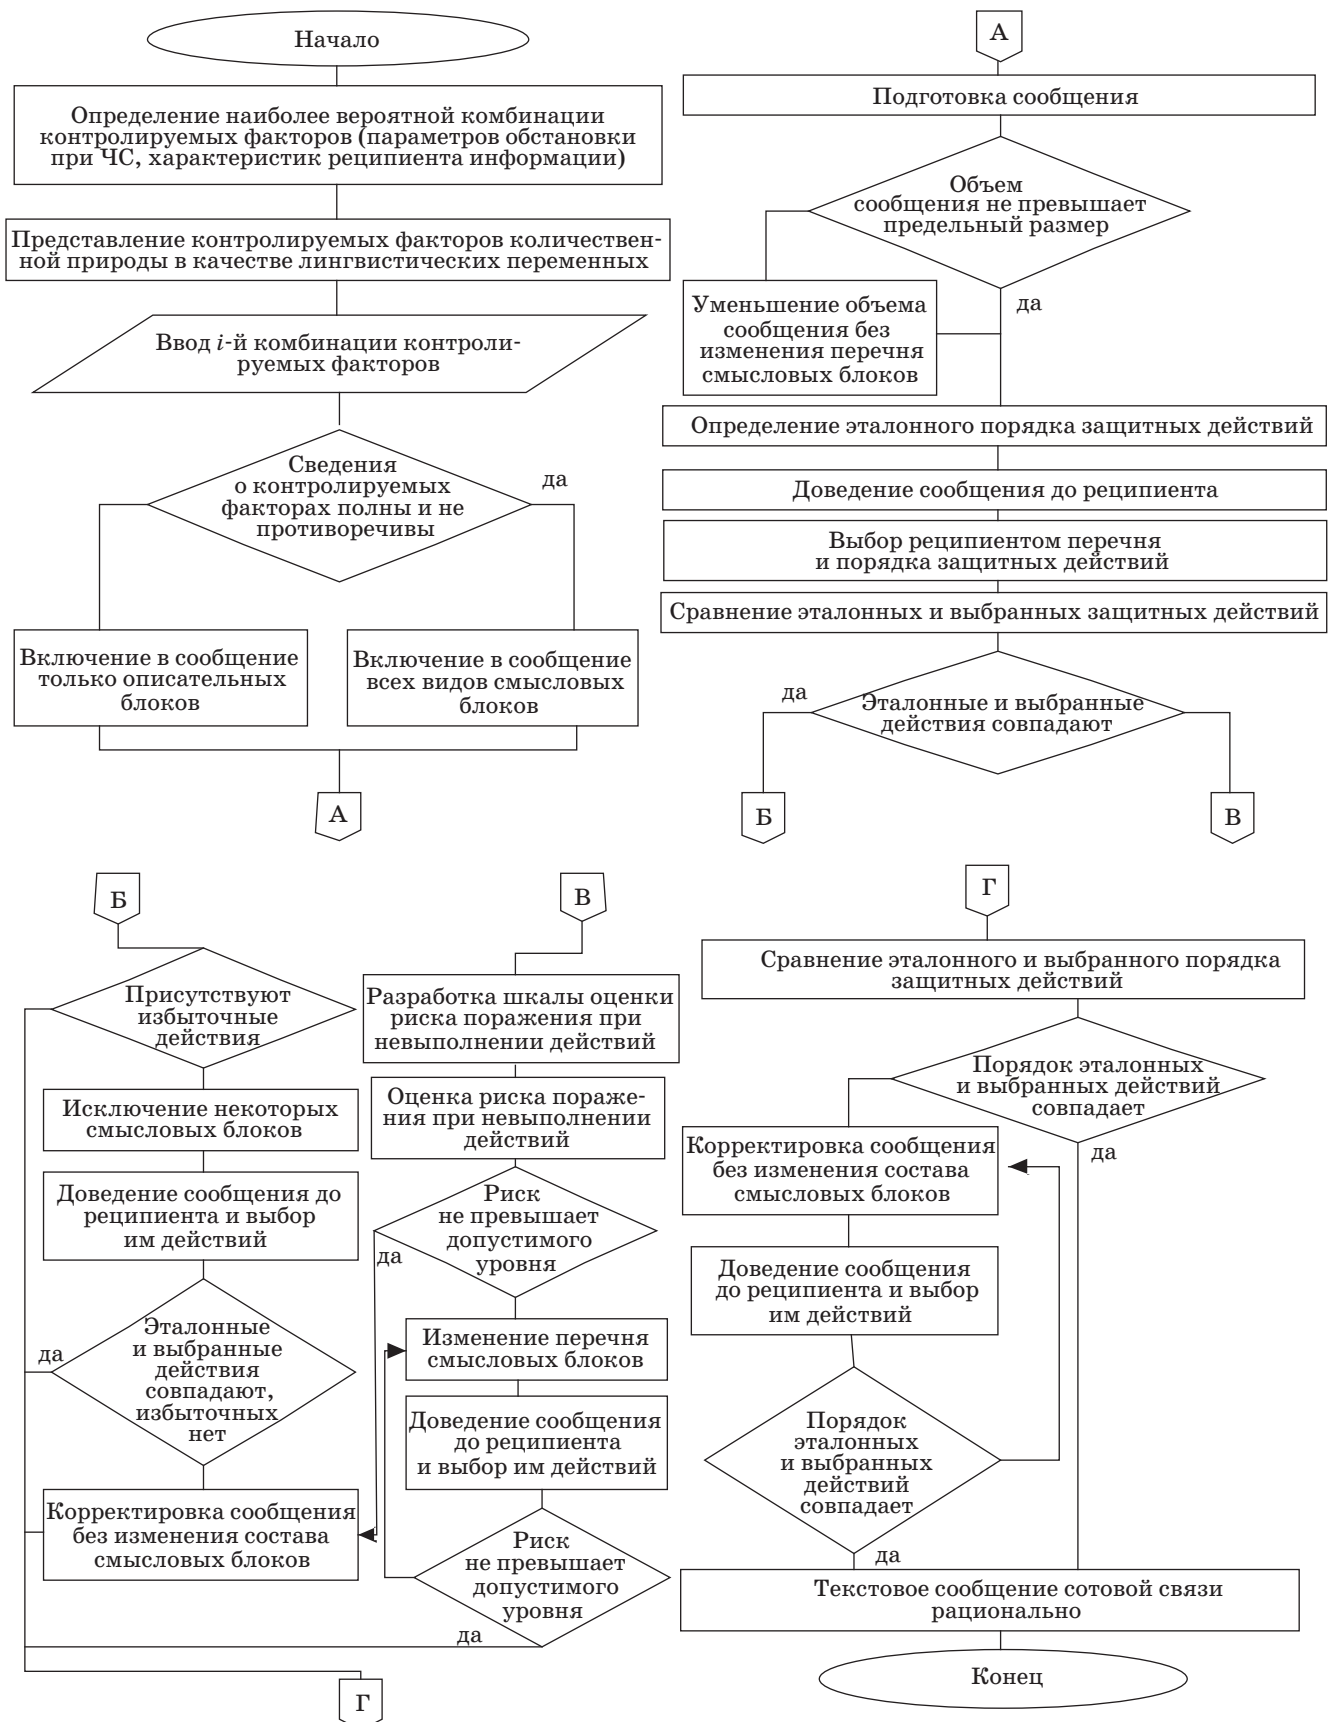 Начало
Определение наиболее вероятной комбинации
контролируемых факторов (параметров обстановки
при ЧС, характеристик реципиента информации)
Представление контролируемых факторов количествен-
ной природы в качестве лингвистических переменных
Ввод i-й комбинации контроли-
руемых факторов
Сведения
о контролируемых
факторах полны и не
противоречивы
да
Включение в сообщение
только описательных
блоков
Включение в сообщение
всех видов смысловых
блоков
А
А
Подготовка сообщения
Объем
сообщения не превышает
предельный размер
да
Уменьшение объема
сообщения без
изменения перечня
смысловых блоков
Определение эталонного порядка защитных действий
Доведение сообщения до реципиента
Выбор реципиентом перечня
и порядка защитных действий
Сравнение эталонных и выбранных защитных действий
да
Эталонные и выбранные
действия совпадают
Б
В
Б
Присутствуют
избыточные
действия
Исключение некоторых
смысловых блоков
Доведение сообщения до
реципиента и выбор
им действий
да
Эталонные
и выбранные
действия
совпадают,
избыточных
нет
Корректировка сообщения
без изменения состава
смысловых блоков
В
Разработка шкалы оценки
риска поражения при
невыполнении действий
Оценка риска пораже-
ния при невыполнении
действий
Риск
не превышает
допустимого
уровня
да
Изменение перечня
смысловых блоков
Доведение сообщения
до реципиента
и выбор им действий
Риск
не превышает
допустимого
уровня
да
Г
Г
Сравнение эталонного и выбранного порядка
защитных действий
Порядок эталонных
и выбранных действий
совпадает
да
Корректировка сообщения
без изменения состава
смысловых блоков
Доведение сообщения
до реципиента и выбор
им действий
Порядок
эталонных
и выбранных
действий
совпадает
да
Текстовое сообщение сотовой связи
рационально
Конец